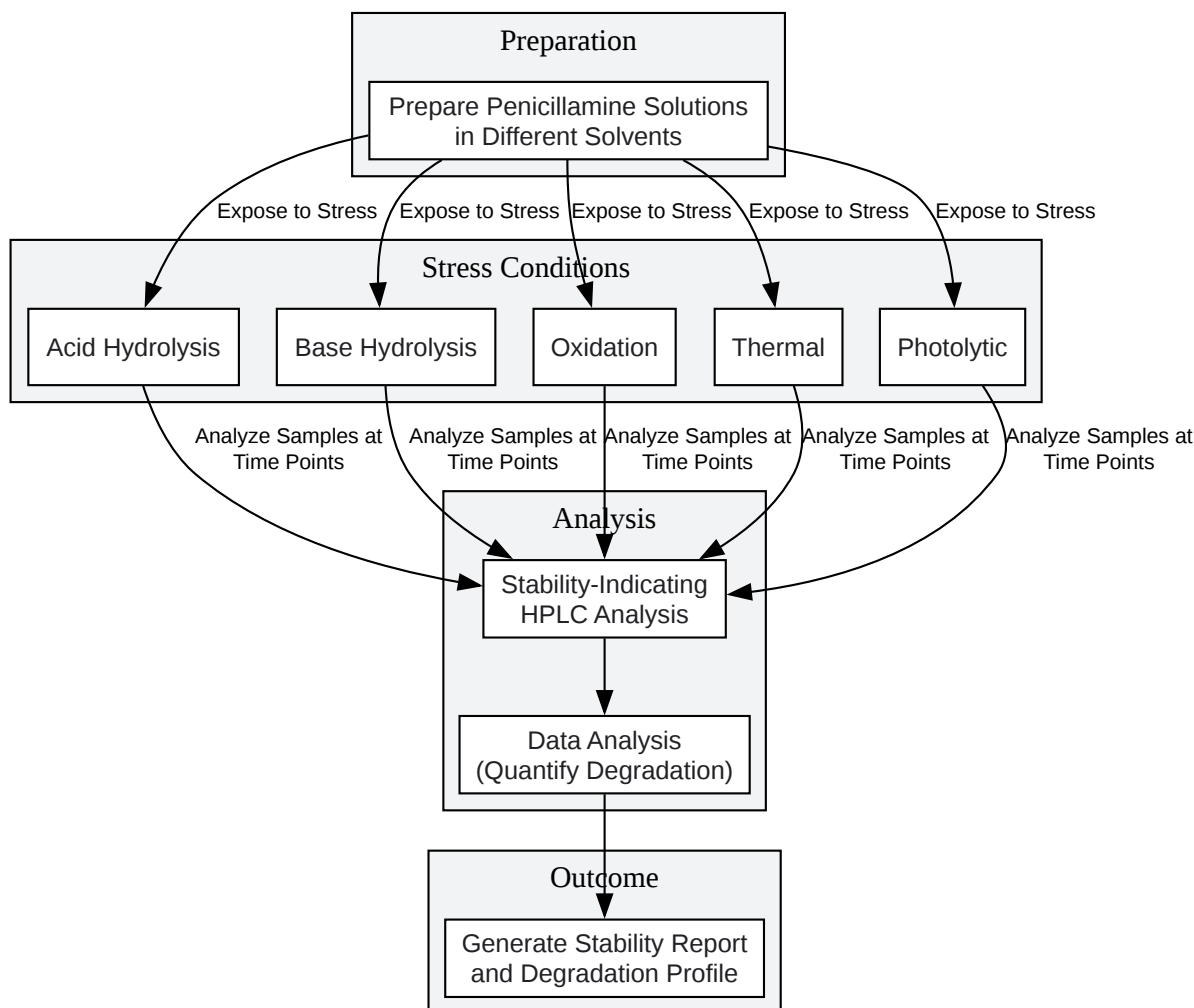 Preparation
Prepare Penicillamine Solutions
in Different Solvents
Expose to Stress
Expose to Stress
Expose to Stress
Expose to Stress
Expose to Stress
Stress Conditions
Acid Hydrolysis
Base Hydrolysis
Oxidation
Thermal
Photolytic
Analyze Samples at
Time Points
Analyze Samples at
Time Points
Analyze Samples at
Time Points
Analyze Samples at
Time Points
Analyze Samples at
Time Points
Analysis
Stability-Indicating
HPLC Analysis
Data Analysis
(Quantify Degradation)
Outcome
Generate Stability Report
and Degradation Profile